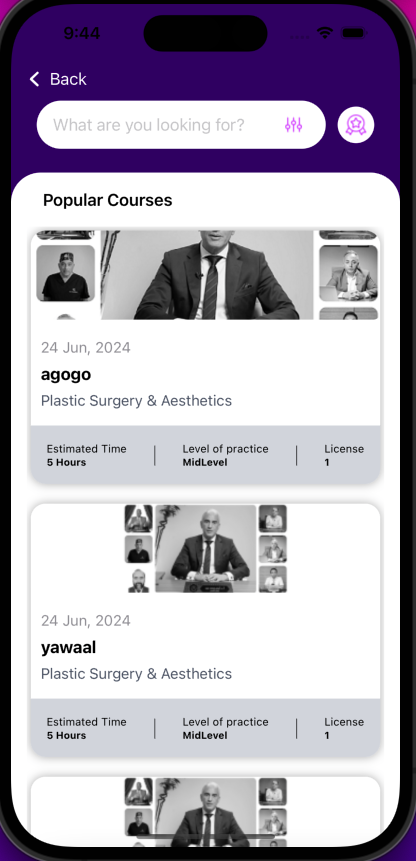 9:44
Back
What are you looking for?
Popular Courses
24 Jun, 2024
agogo
Plastic Surgery & Aesthetics
Estimated Time
5 Hours
Level of practice
MidLevel
License
1
24 Jun, 2024
yawaal
Plastic Surgery & Aesthetics
Estimated Time
5 Hours
Level of practice
MidLevel
License
1